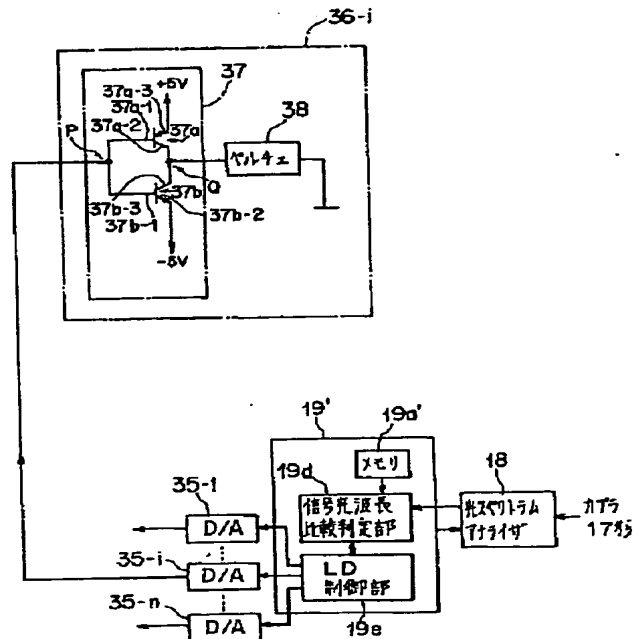 36-i
37a-3
+5V
37
37a-1
37a-2
37a
38
P
ペルチェ
Q
37b
37b-3
37b-2
37b-1
-5V
19'
19a'
メモリ
18
19d
35-1
信号光波長
比較判定部
光スペクトラム
アナライザ
カプラ
17から
D/A
LD
制御部
35-i
D/A
35-n
D/A
19e